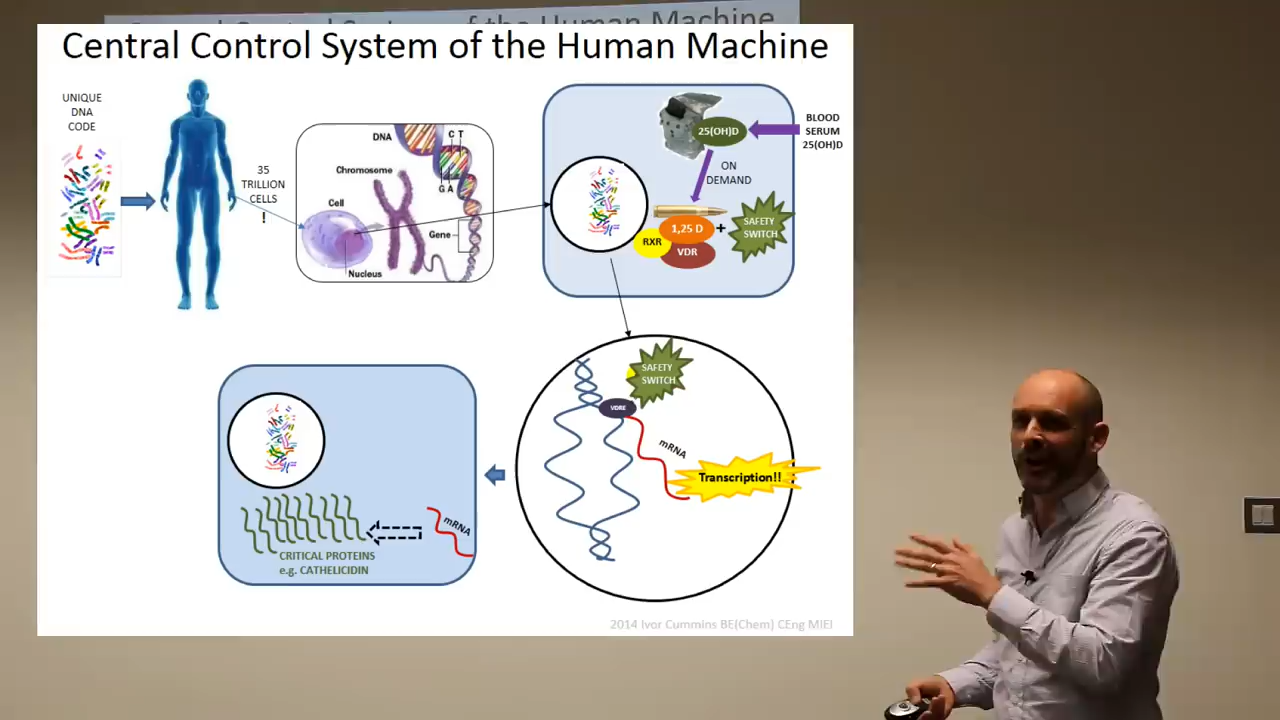 Central Control System of the Human Machine
UNIQUE
DNA
CODE
35
TRILLION
CELLS
!
DNA
C T
G A
Chromosome
Cell
Gene
Nucleus
25(OH)D
BLOOD
SERUM
25(OH)D
ON
DEMAND
1,25 D
+
RXR
VDR
SAFETY
SWITCH
SAFETY
SWITCH
VDRE
mRNA
Transcription!!
mRNA
CRITICAL PROTEINS
e.g. CATHELICIDIN
2014 Ivor Cummins BE(Chem) CEng MIEI